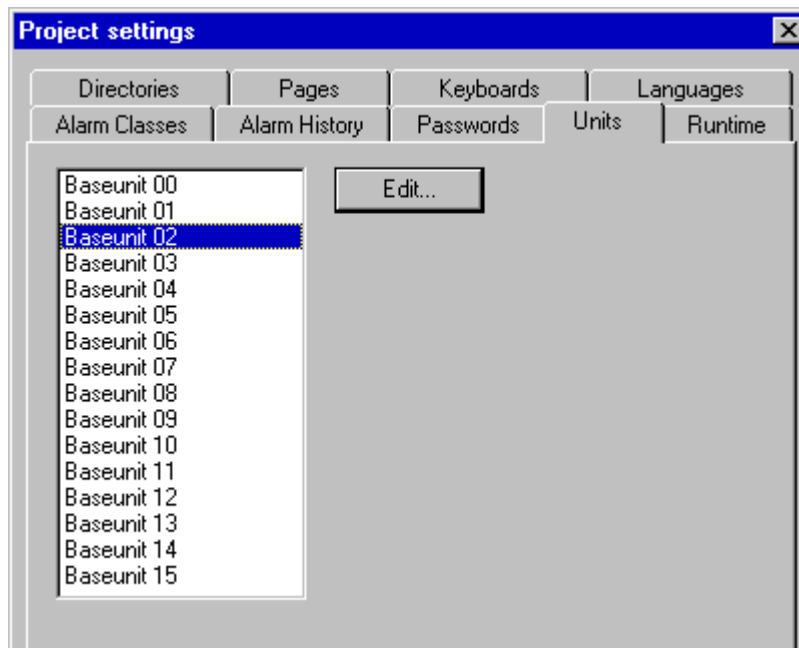 Project settings
Directories Pages Keyboards Languages
Alarm Classes Alarm History Passwords Units Runtime
Baseunit 00
Edit...
Baseunit 01
Baseunit 02
Baseunit 03
Baseunit 04
Baseunit 05
Baseunit 06
Baseunit 07
Baseunit 08
Baseunit 09
Baseunit 10
Baseunit 11
Baseunit 12
Baseunit 13
Baseunit 14
Baseunit 15